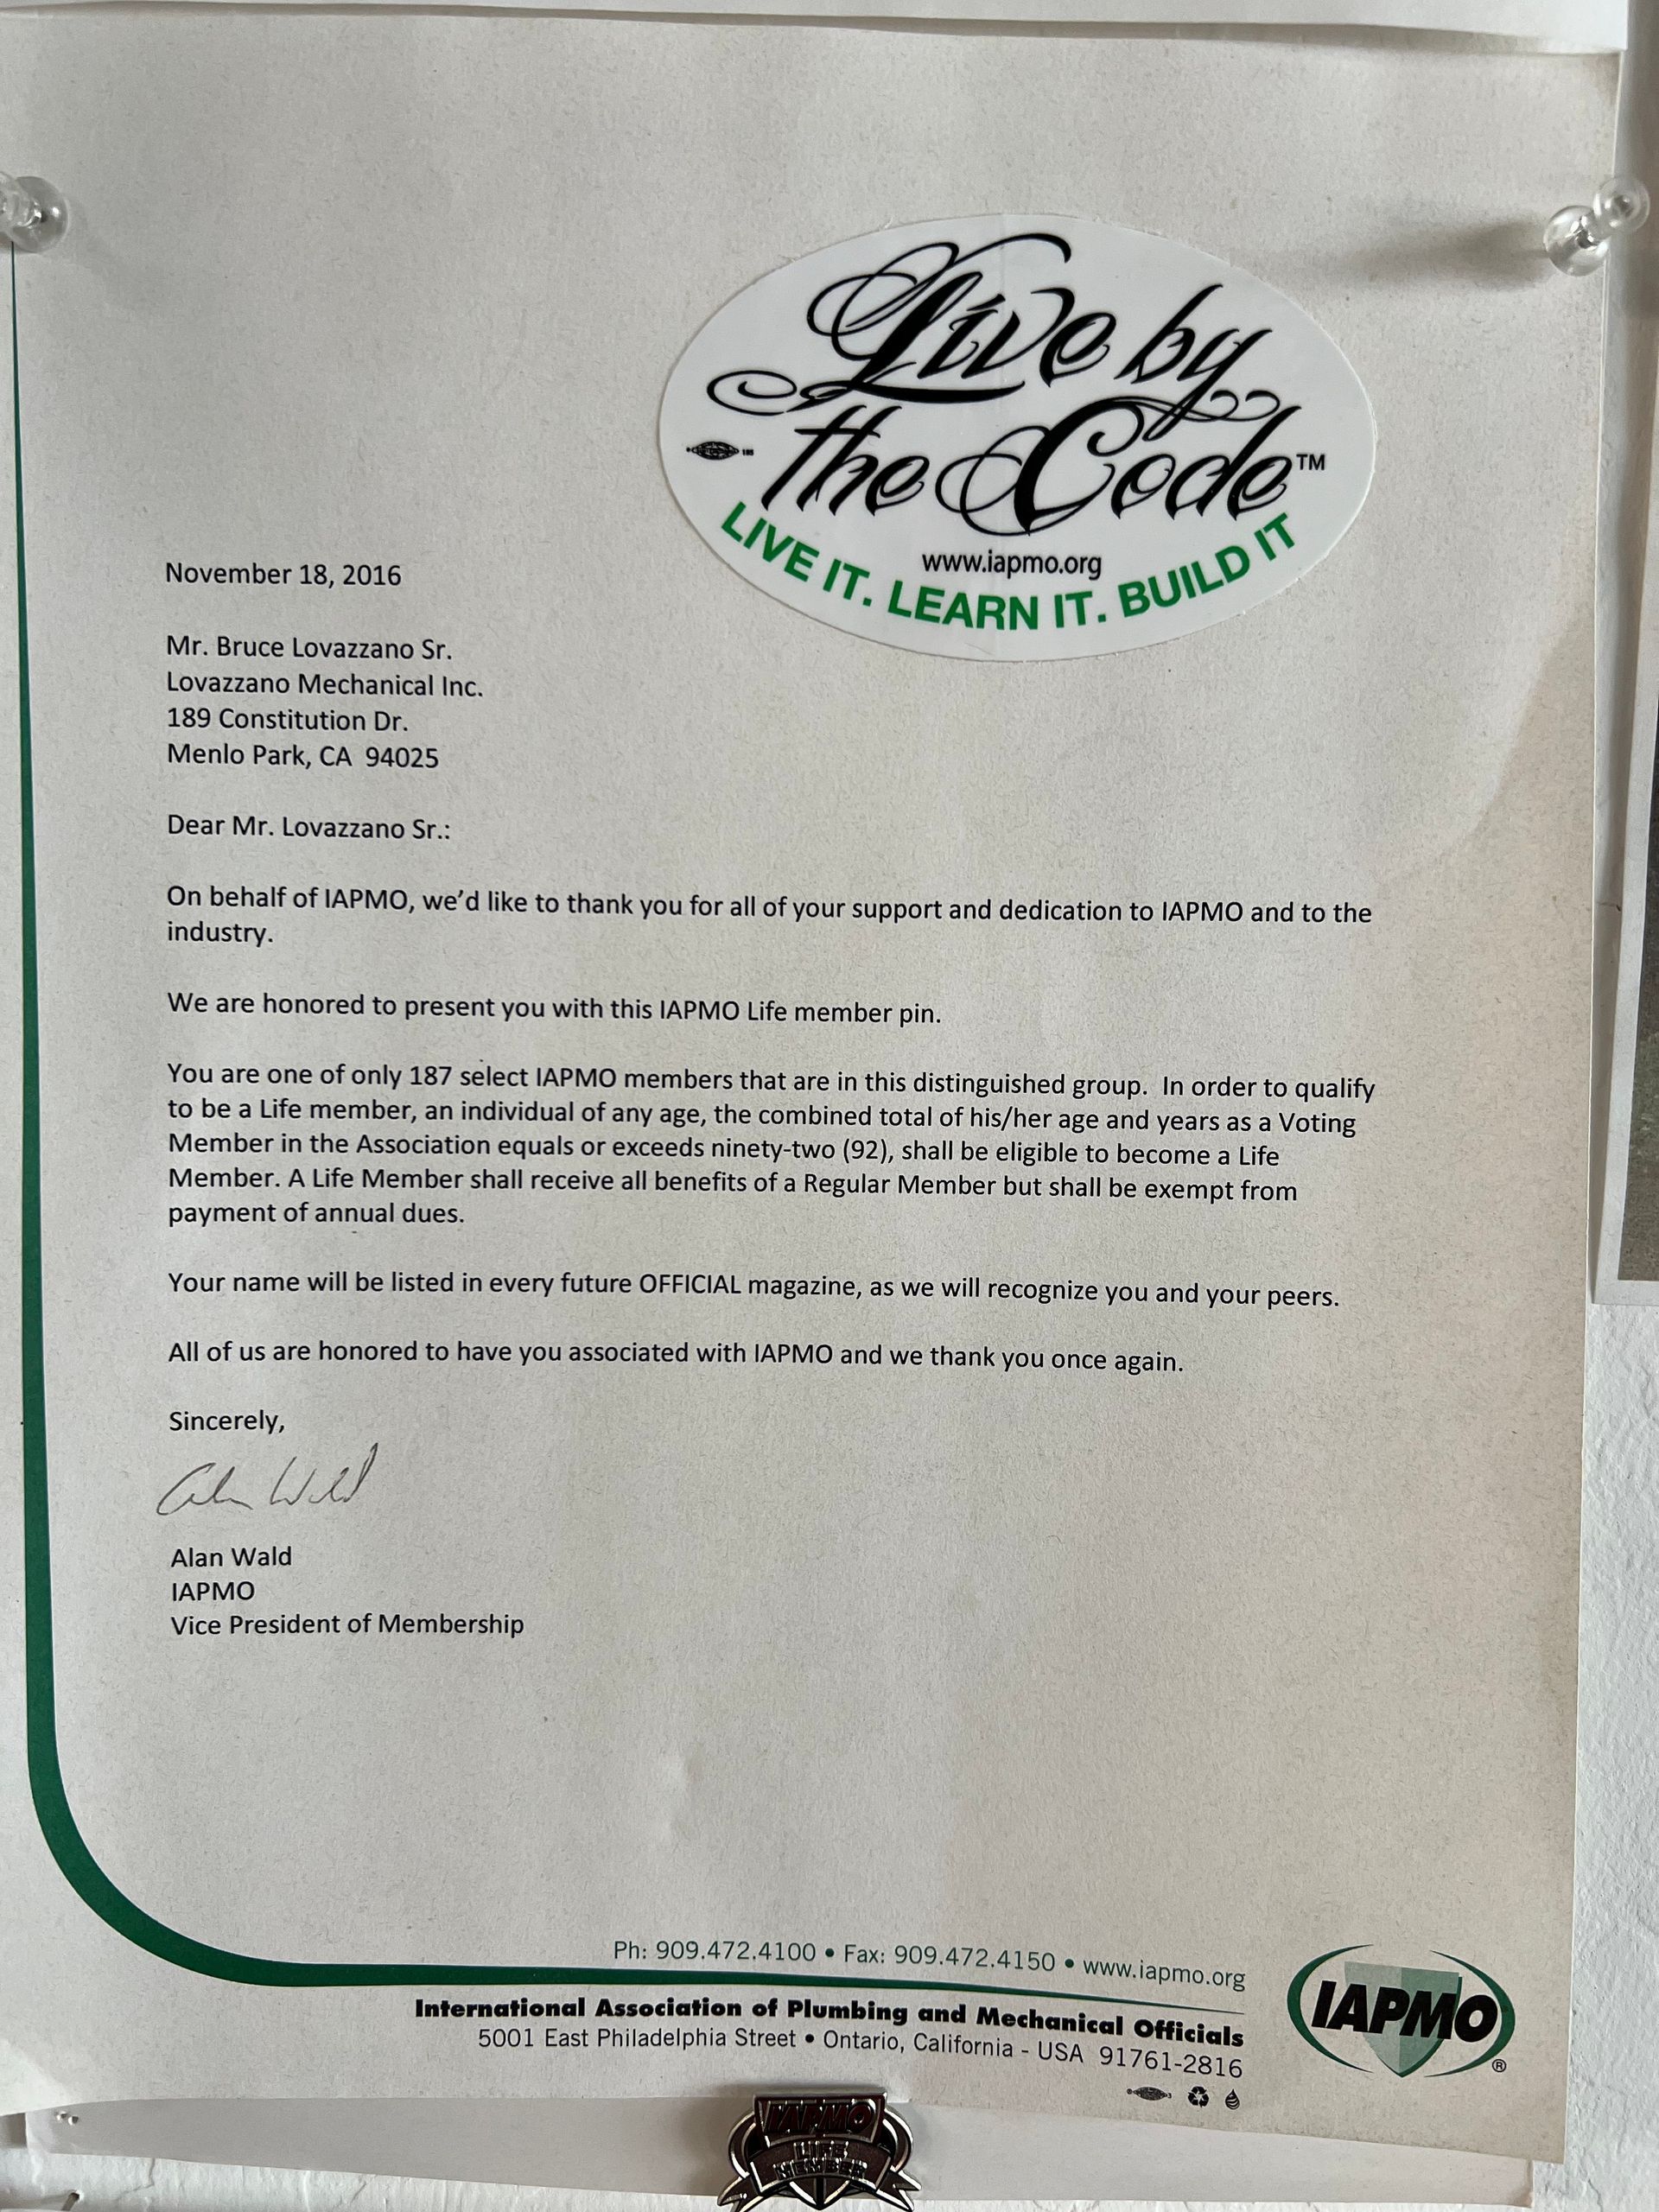 Live by
the Code™
www.iapmo.org
LIVE IT. LEARN IT. BUILD IT
November 18, 2016
Mr. Bruce Lovazzano Sr.
Lovazzano Mechanical Inc.
189 Constitution Dr.
Menlo Park, CA 94025
Dear Mr. Lovazzano Sr.:
On behalf of IAPMO, we'd like to thank you for all of your support and dedication to IAPMO and to the
industry.
We are honored to present you with this IAPMO Life member pin.
You are one of only 187 select IAPMO members that are in this distinguished group. In order to qualify
to be a Life member, an individual of any age, the combined total of his/her age and years as a Voting
Member in the Association equals or exceeds ninety-two (92), shall be eligible to become a Life
Member. A Life Member shall receive all benefits of a Regular Member but shall be exempt from
payment of annual dues.
Your name will be listed in every future OFFICIAL magazine, as we will recognize you and your peers.
All of us are honored to have you associated with IAPMO and we thank you once again.
Sincerely,
Alan Wald
Alan Wald
IAPMO
Vice President of Membership
Ph: 909.472.4100 • Fax: 909.472.4150 • www.iapmo.org
International Association of Plumbing and Mechanical Officials
5001 East Philadelphia Street • Ontario, California - USA 91761-2816
IAPMO®
IAPMO
LIFE
MEMBER